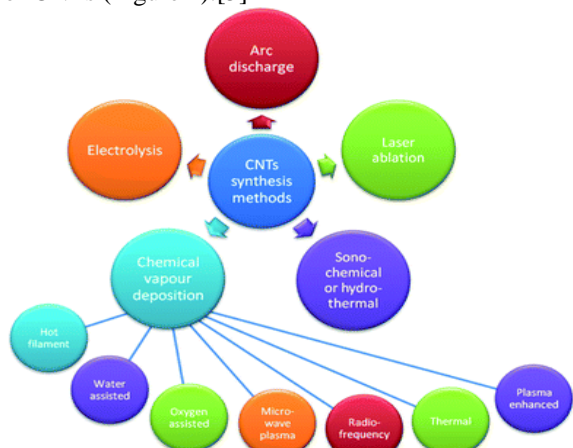 Arc
discharge
Electrolysis
Laser
ablation
CNTs
synthesis
methods
Chemical
vapour
deposition
Sono-
chemical
or hydro-
thermal
Hot
filament
Water
assisted
Oxygen
assisted
Micro-
wave
plasma
Radio-
frequency
Thermal
Plasma
enhanced